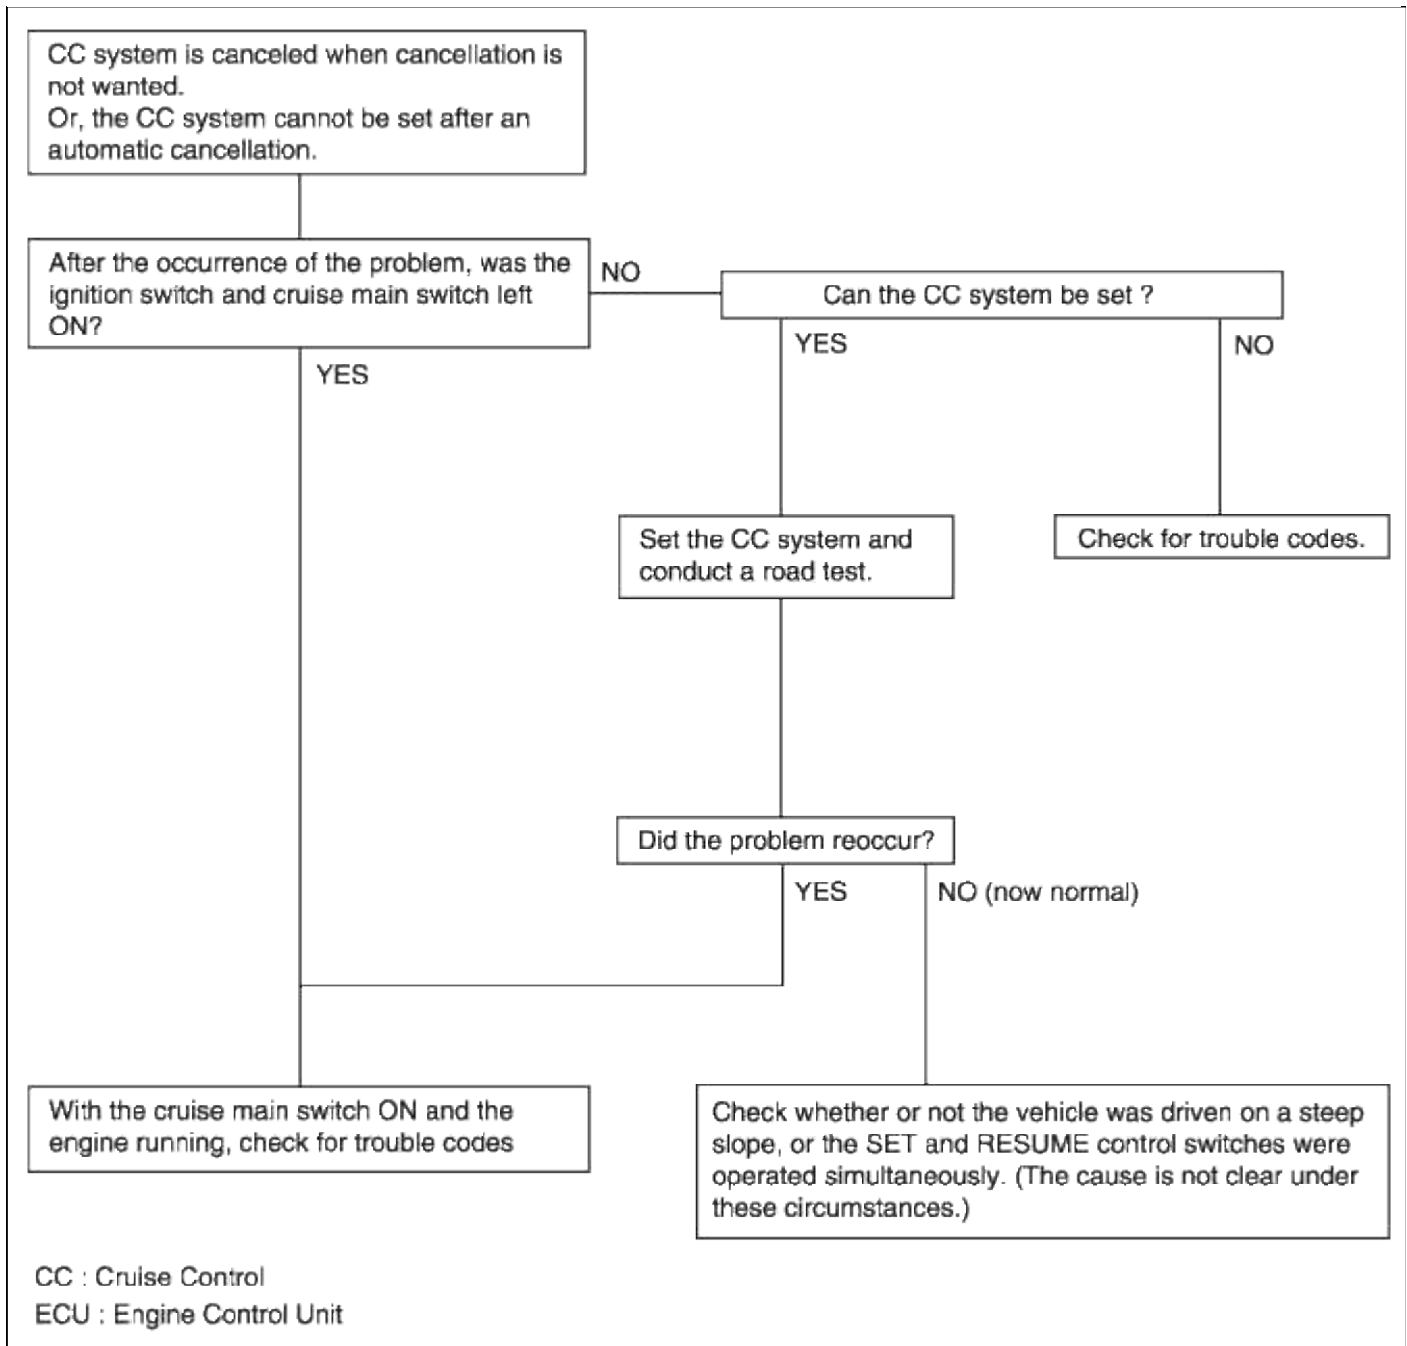 CC system is canceled when cancellation is
not wanted.
Or, the CC system cannot be set after an
automatic cancellation.
After the occurrence of the problem, was the
ignition switch and cruise main switch left
ON?
NO
Can the CC system be set ?
YES
YES
NO
Set the CC system and
conduct a road test.
Check for trouble codes.
Did the problem reoccur?
YES
NO (now normal)
With the cruise main switch ON and the
engine running, check for trouble codes
Check whether or not the vehicle was driven on a steep
slope, or the SET and RESUME control switches were
operated simultaneously. (The cause is not clear under
these circumstances.)
CC : Cruise Control
ECU : Engine Control Unit